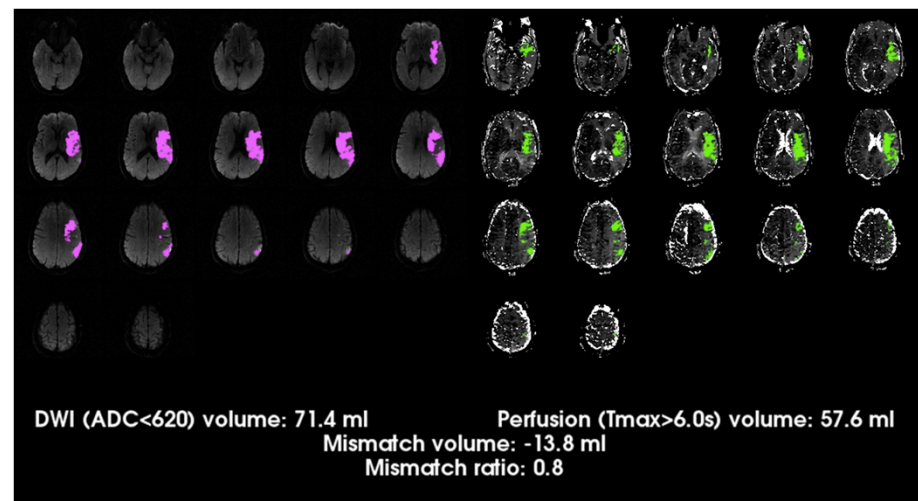 DWI (ADC<620) volume: 71.4 ml
Perfusion (Tmax>6.0s) volume: 57.6 ml
Mismatch volume: -13.8 ml
Mismatch ratio: 0.8